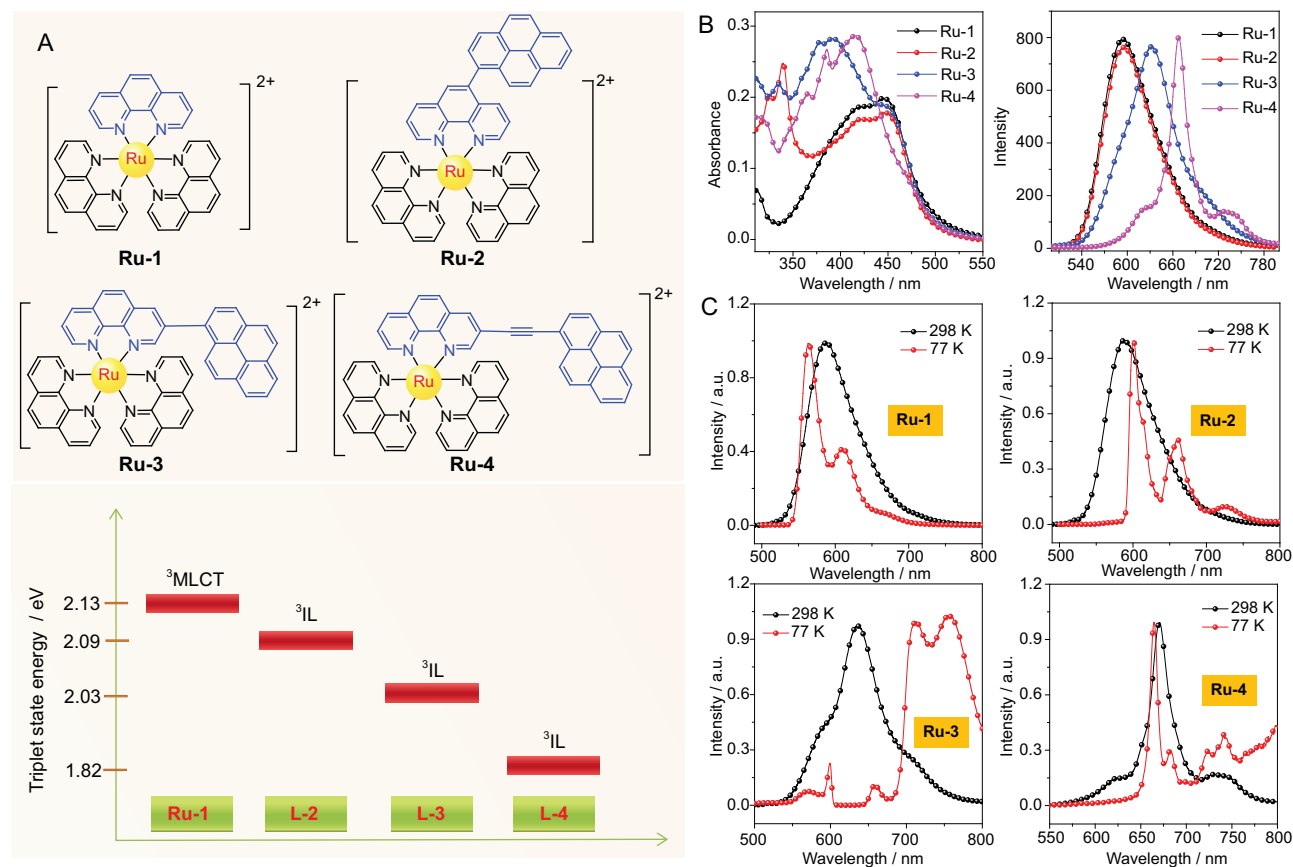 A
[ ]2+
N N
Ru
N N
N N
Ru-1
[ ]2+
N N
Ru
N N
N N
Ru-2
[ ]2+
N N
Ru
N N
N N
Ru-3
[ ]2+
N N
Ru
N N
N N
Ru-4
Triplet state energy / eV
2.13
2.09
2.03
1.82
³MLCT
³IL
³IL
³IL
Ru-1 L-2 L-3 L-4
B
Absorbance
0.3
0.2
0.1
0.0
Ru-1
Ru-2
Ru-3
Ru-4
350 400 450 500 550
Wavelength / nm
Intensity
800
600
400
200
0
Ru-1
Ru-2
Ru-3
Ru-4
540 600 660 720 780
Wavelength / nm
C
Intensity / a.u.
1.2
0.9
0.6
0.3
0.0
298 K
77 K
Ru-1
500 600 700 800
Wavelength / nm
Intensity / a.u.
1.2
0.9
0.6
0.3
0.0
298 K
77 K
Ru-2
500 600 700 800
Wavelength / nm
Intensity / a.u.
1.2
0.9
0.6
0.3
0.0
298 K
77 K
Ru-3
500 600 700 800
Wavelength / nm
Intensity / a.u.
1.2
0.9
0.6
0.3
0.0
298 K
77 K
Ru-4
550 600 650 700 750 800
Wavelength / nm